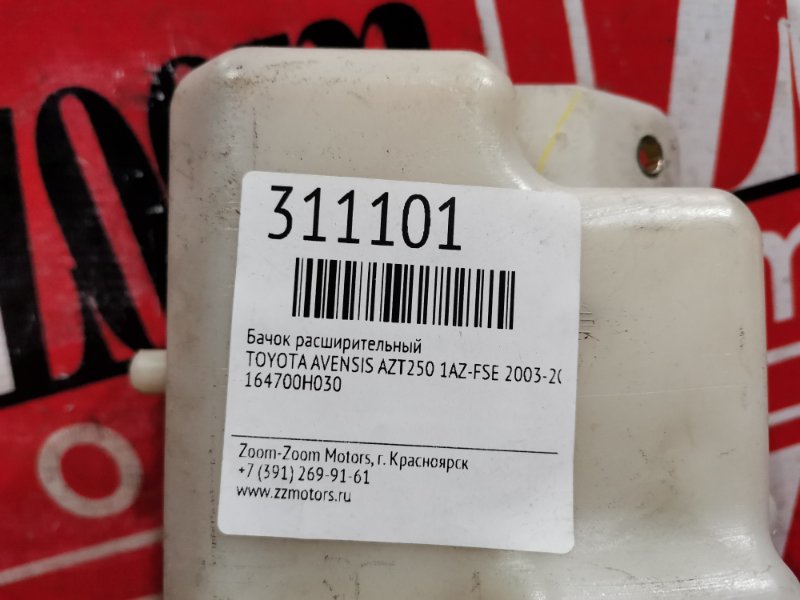 311101
Бачок расширительный
TOYOTA AVENSIS AZT250 1AZ-FSE 2003-20
164700H030
Zoom-Zoom Motors, г. Красноярск
+7 (391) 269-91-61
www.zzmotors.ru